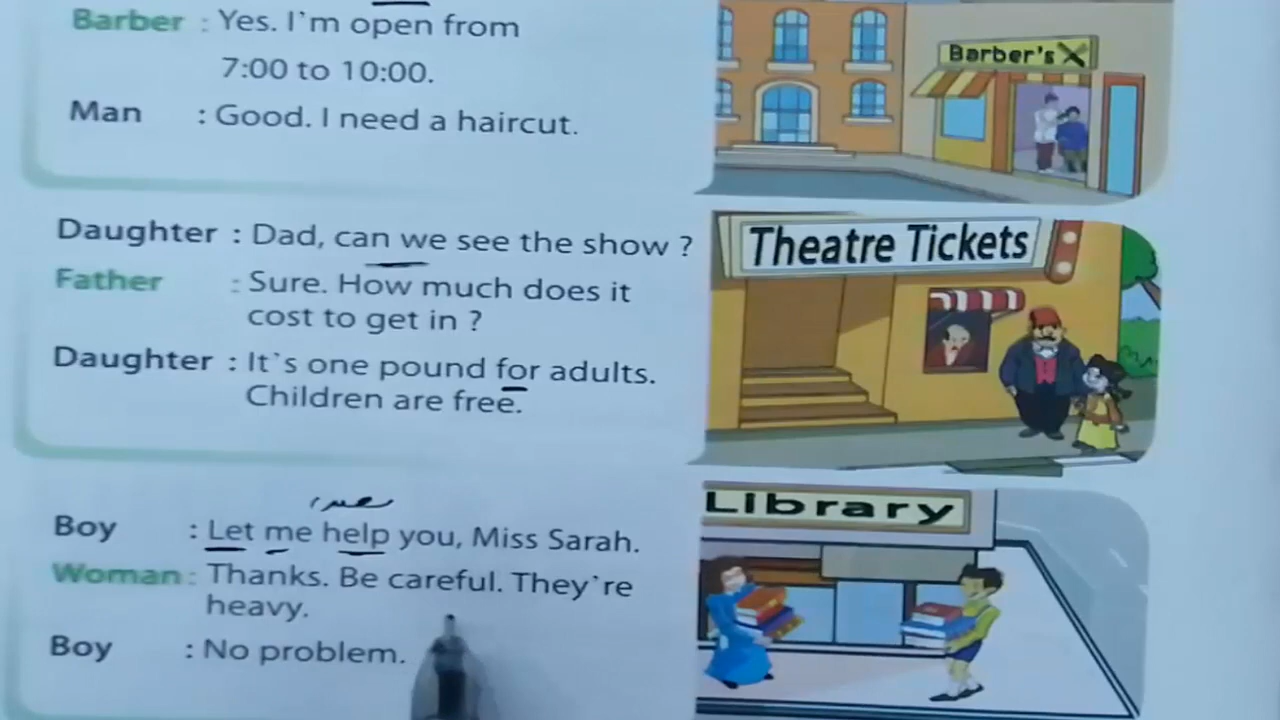 Barber : Yes. I'm open from
7:00 to 10:00.
Man : Good. I need a haircut.
Barber's
Daughter : Dad, can we see the show ?
Father : Sure. How much does it
cost to get in ?
Daughter : It's one pound for adults.
Children are free.
Theatre Tickets
Boy : Let me help you, Miss Sarah.
Woman : Thanks. Be careful. They're
heavy.
Boy : No problem.
Library